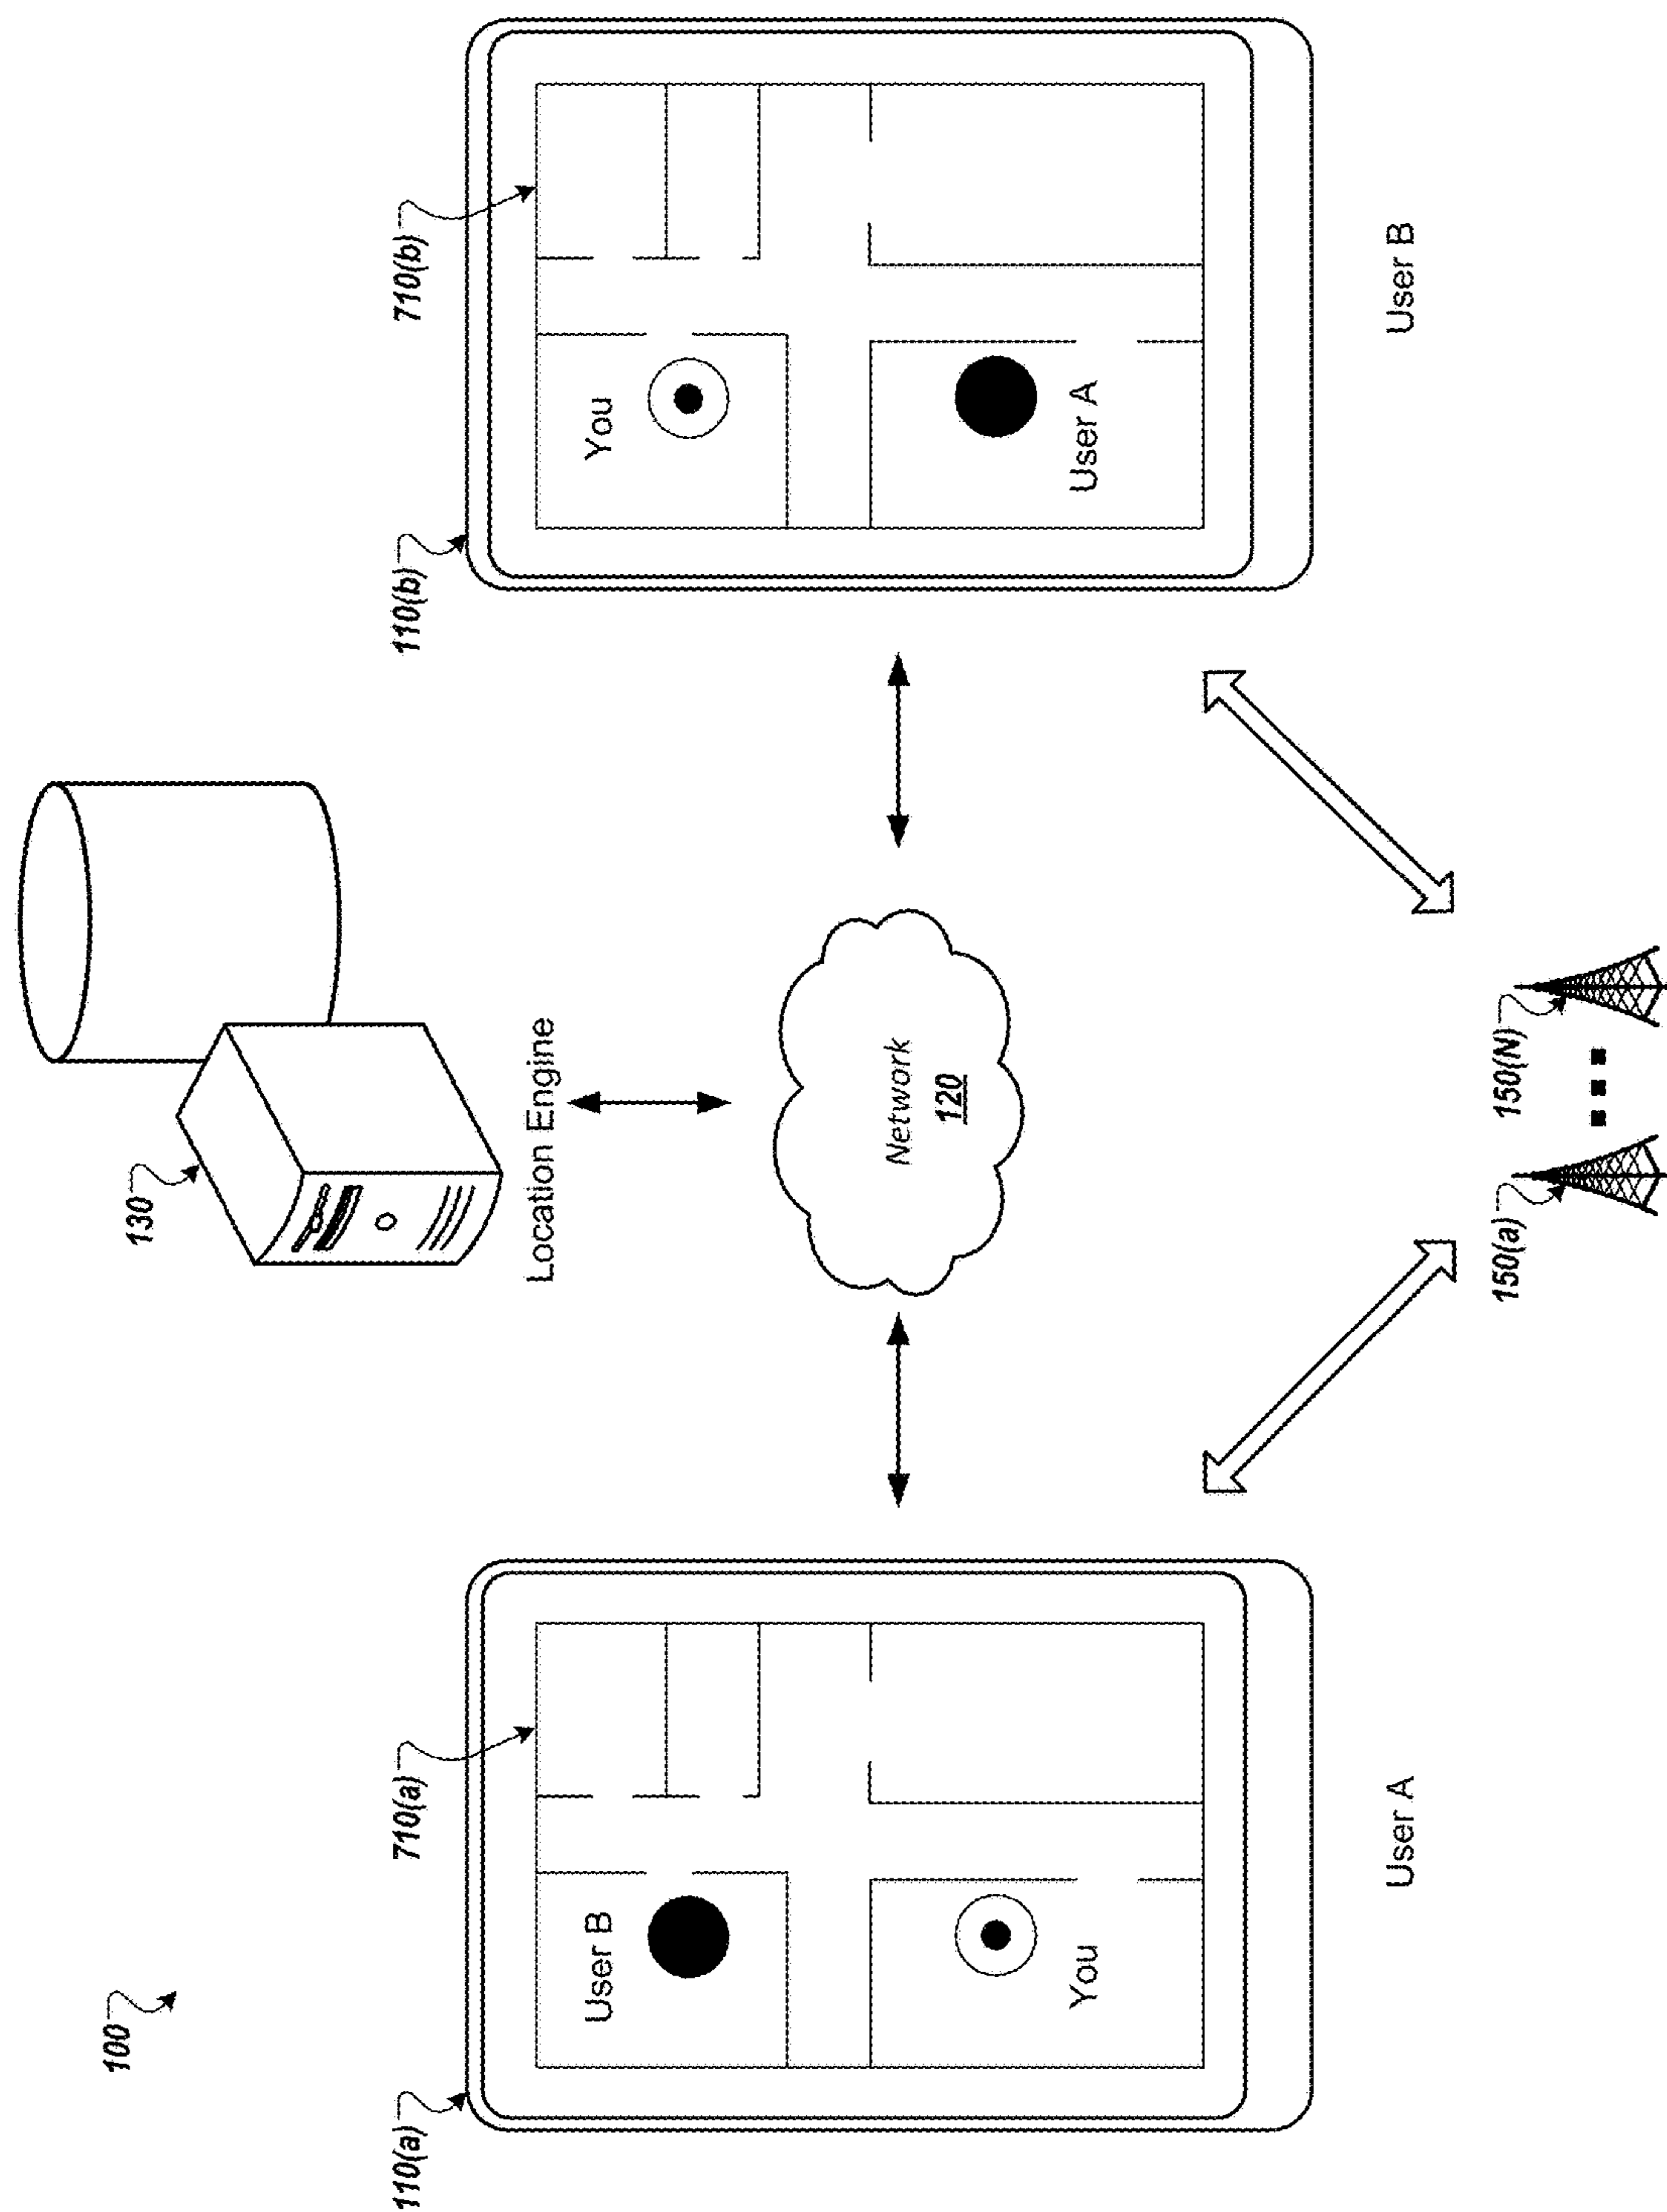 100
130
Location Engine
110(a)
710(a)
110(b)
710(b)
User B
You
You
User A
Network
120
User A
User B
150(a)
150(N)